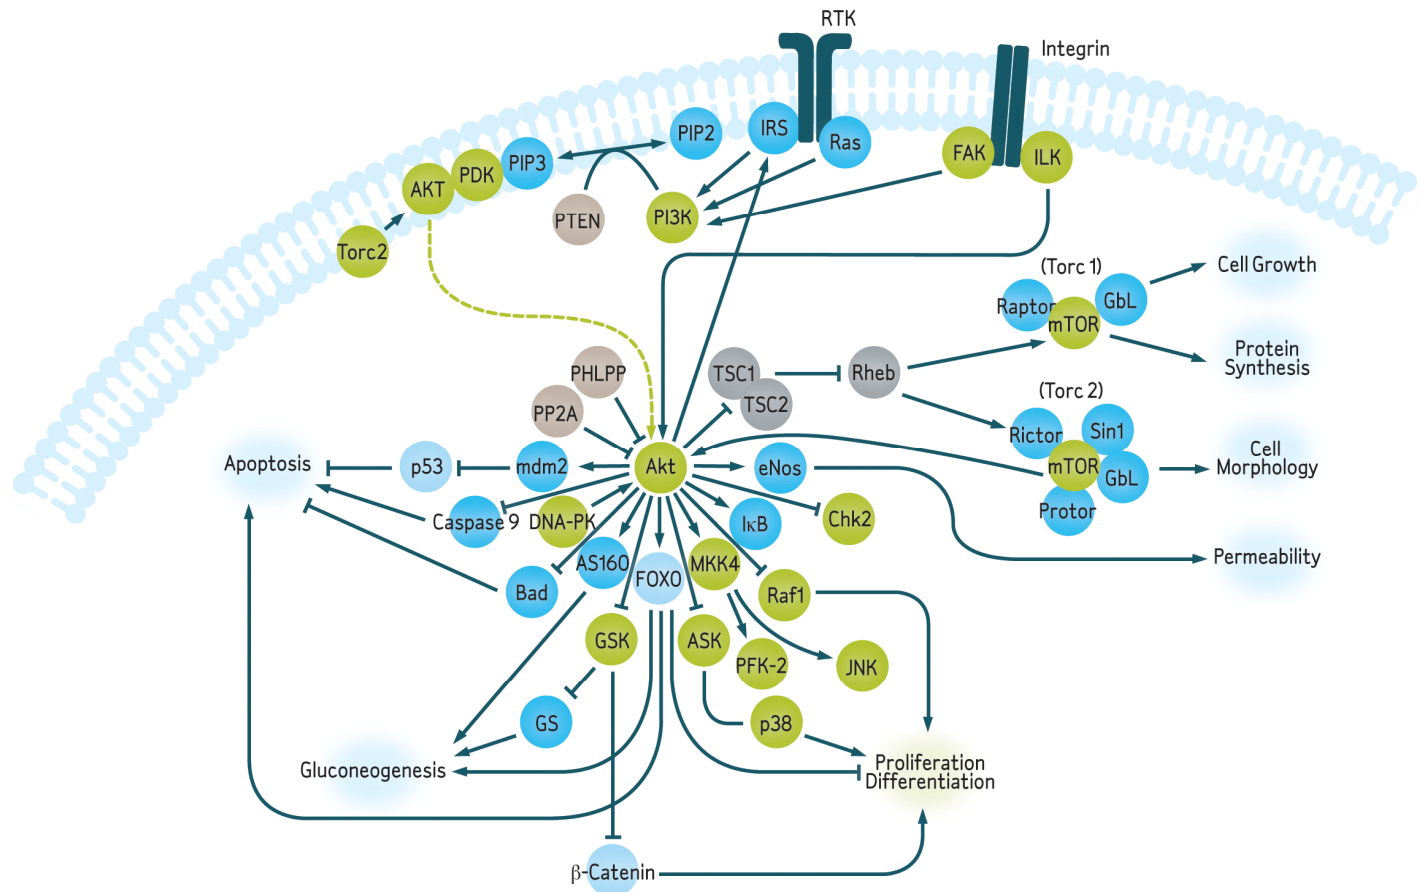 RTK
Integrin
PIP2
IRS
Ras
FAK
ILK
PIP3
PDK
AKT
PTEN
PI3K
Torc2
(Torc 1)
Raptor
mTOR
GbL
Cell Growth
Protein
Synthesis
PHLPP
PP2A
TSC1
TSC2
Rheb
(Torc 2)
Rictor
Sin1
mTOR
GbL
Protor
Cell
Morphology
Apoptosis
p53
mdm2
Akt
eNos
Caspase 9
DNA-PK
IκB
Chk2
Permeability
Bad
AS160
FOXO
MKK4
Raf1
GSK
ASK
PFK-2
JNK
GS
p38
Gluconeogenesis
Proliferation
Differentiation
β-Catenin